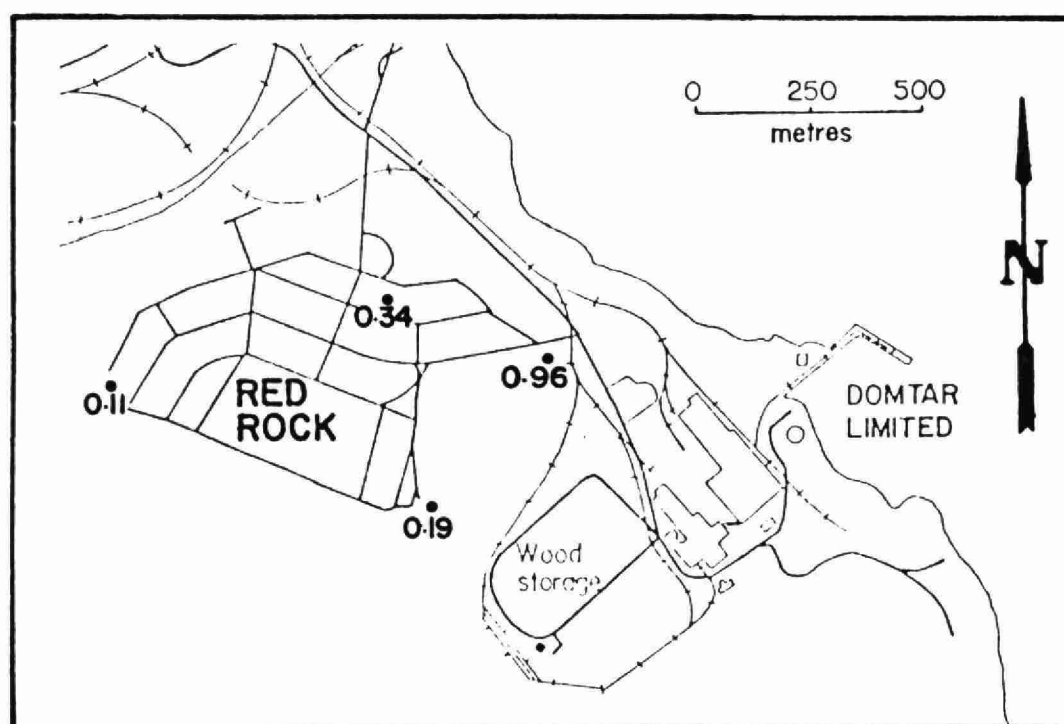 0 250 500
metres
N
0·34
0·96
0·11
RED
ROCK
DOMTAR
LIMITED
0·19
Wood
storage